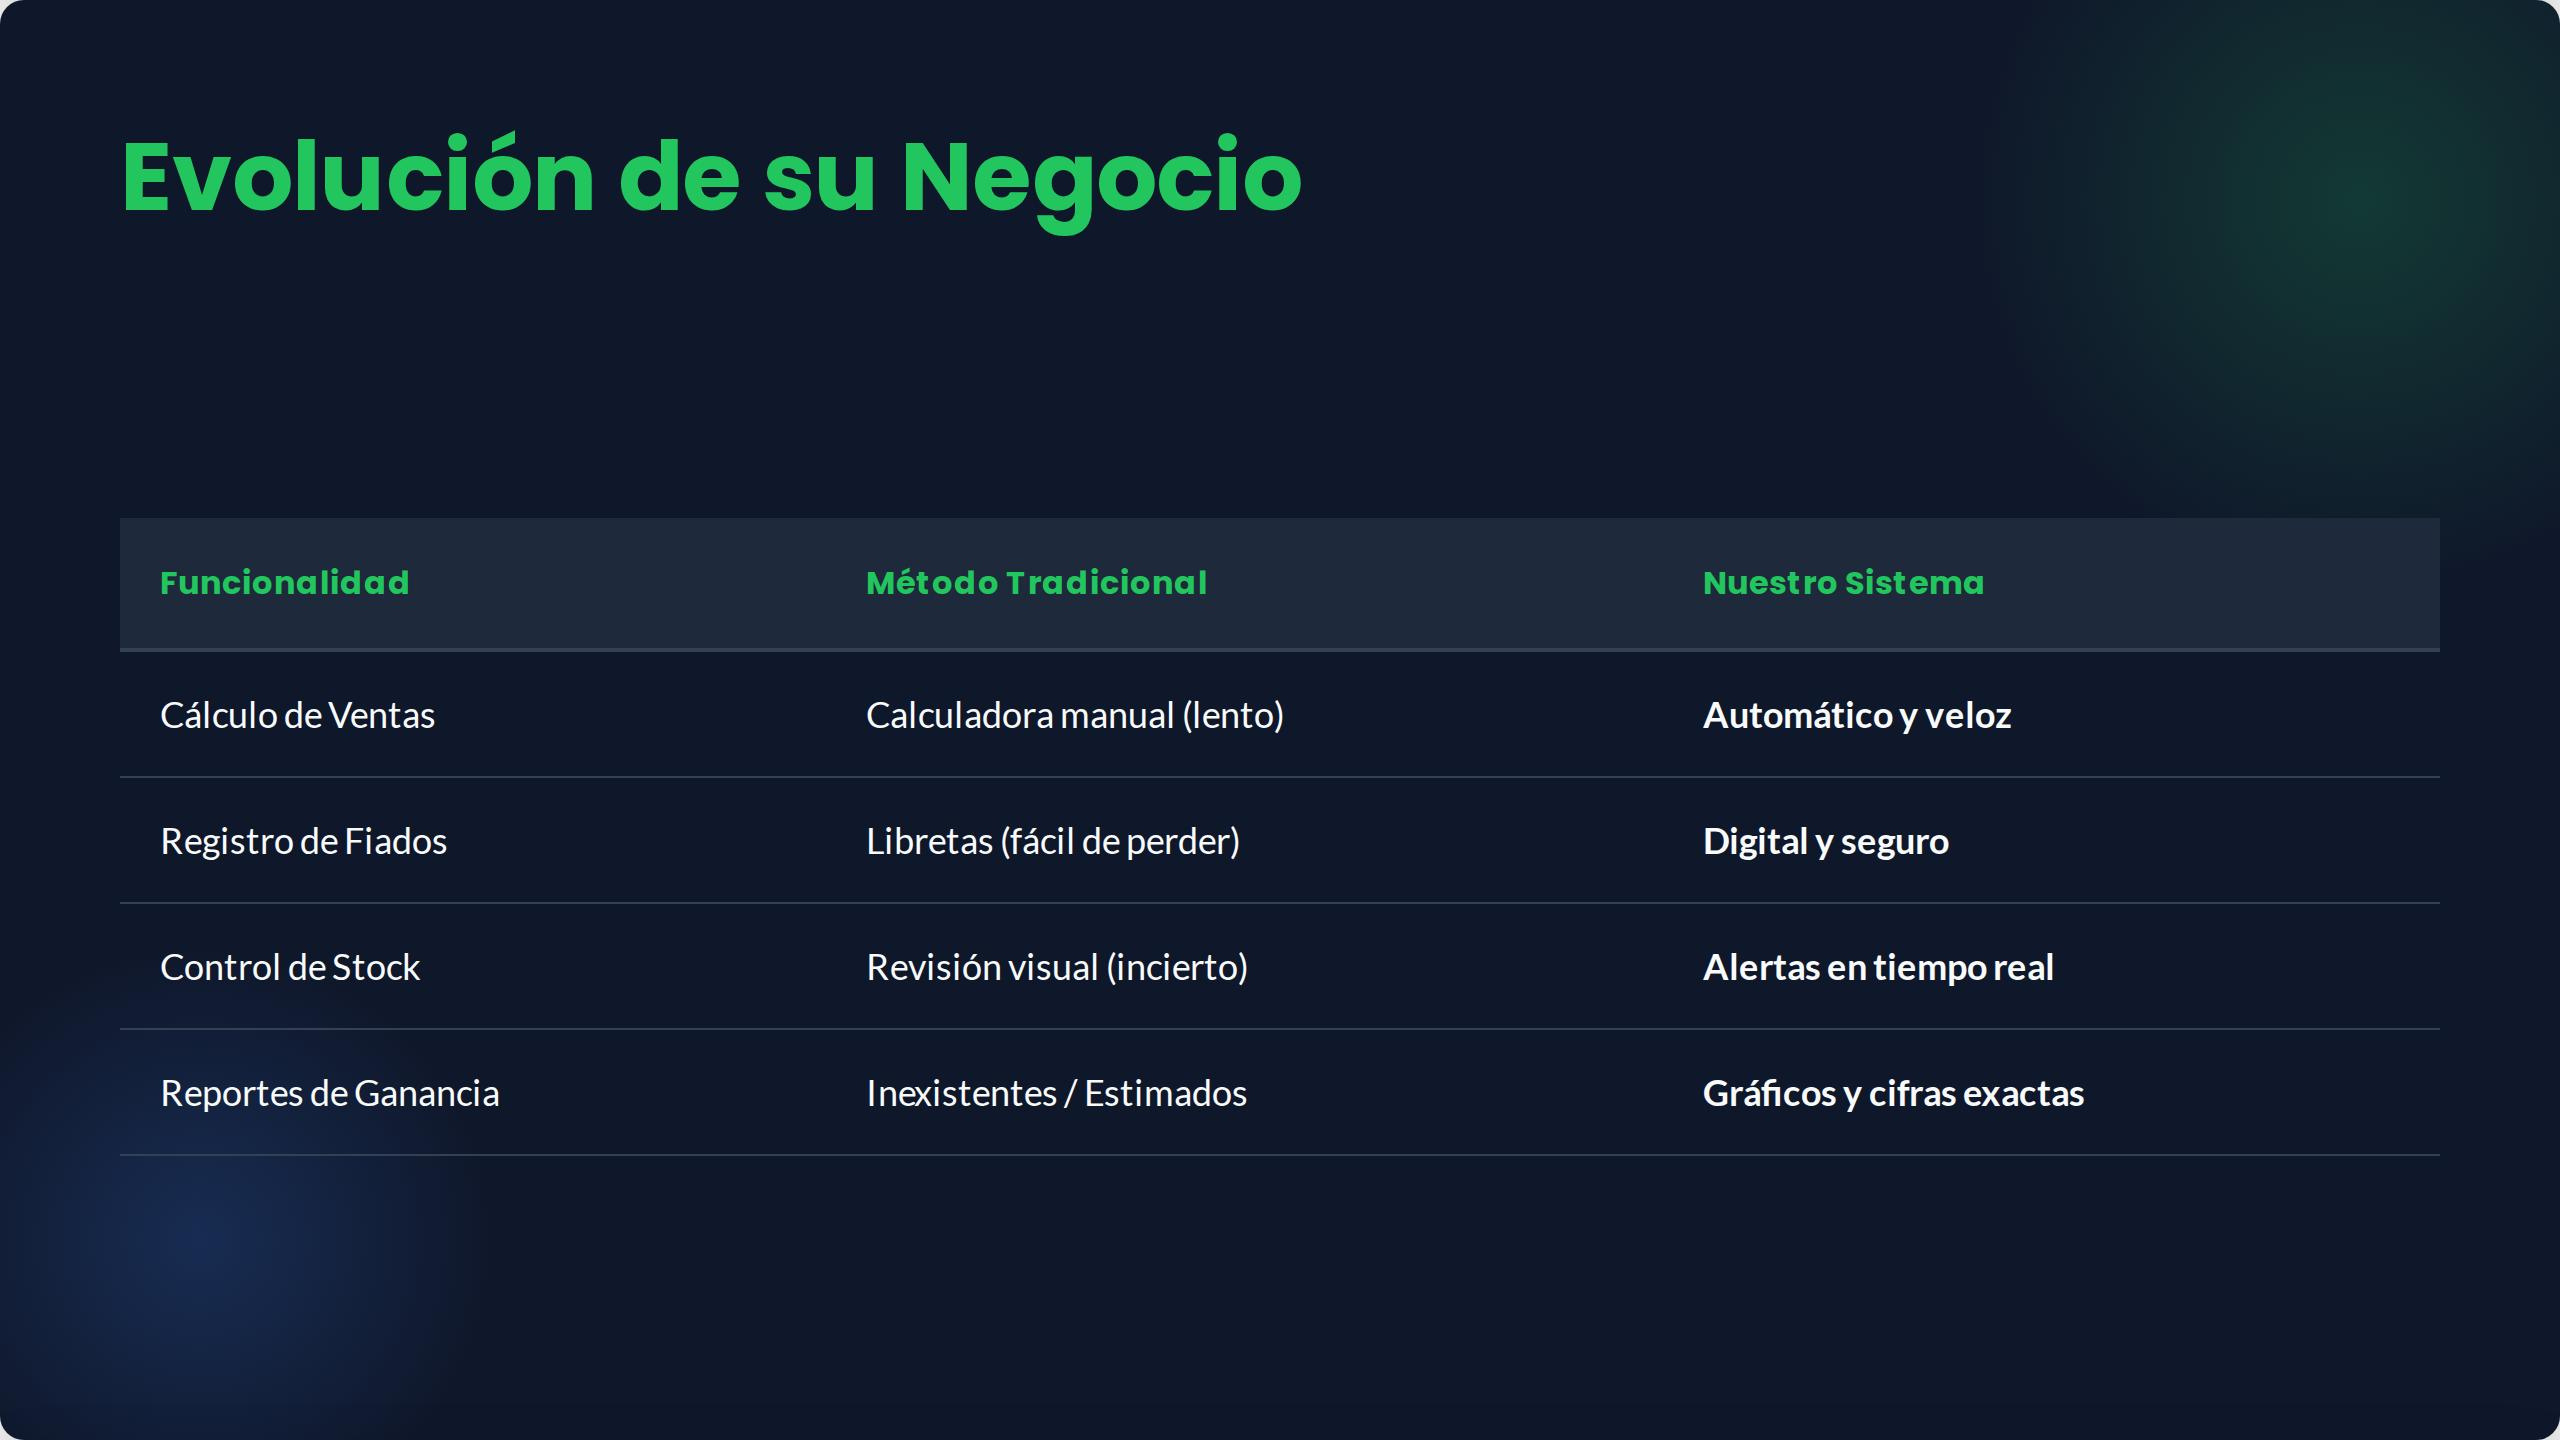 Evolución de su Negocio
Funcionalidad Método Tradicional Nuestro Sistema
Cálculo de Ventas Calculadora manual (lento) Automático y veloz
Registro de Fiados Libretas (fácil de perder) Digital y seguro
Control de Stock Revisión visual (incierto) Alertas en tiempo real
Reportes de Ganancia Inexistentes / Estimados Gráficos y cifras exactas